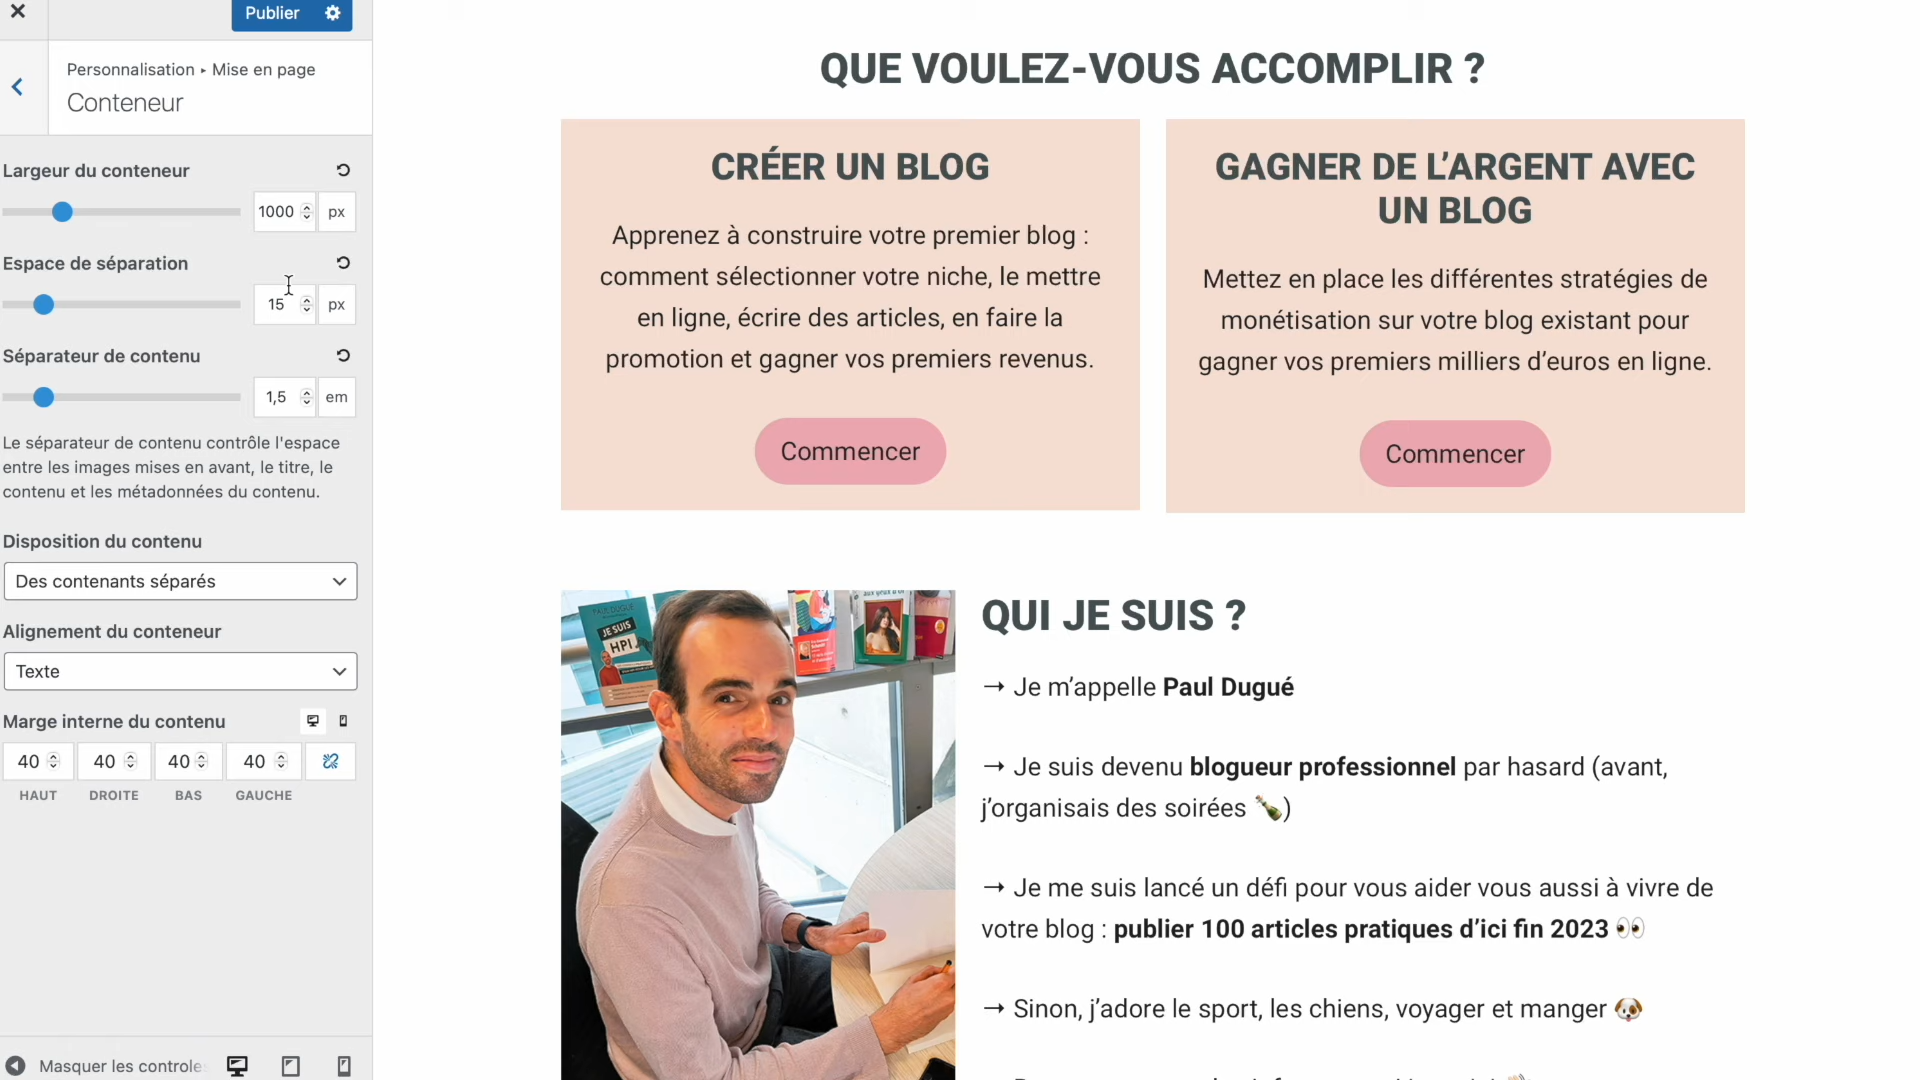 Publier
Personnalisation ▸ Mise en page
Conteneur
Largeur du conteneur
1000 px
Espace de séparation
15 px
Séparateur de contenu
1,5 em
Le séparateur de contenu contrôle l'espace
entre les images mises en avant, le titre, le
contenu et les métadonnées du contenu.
Disposition du contenu
Des contenants séparés
Alignement du conteneur
Texte
Marge interne du contenu
40 40 40 40
HAUT DROITE BAS GAUCHE
Masquer les controle
QUE VOULEZ-VOUS ACCOMPLIR ?
CRÉER UN BLOG
Apprenez à construire votre premier blog :
comment sélectionner votre niche, le mettre
en ligne, écrire des articles, en faire la
promotion et gagner vos premiers revenus.
Commencer
GAGNER DE L’ARGENT AVEC
UN BLOG
Mettez en place les différentes stratégies de
monétisation sur votre blog existant pour
gagner vos premiers milliers d’euros en ligne.
Commencer
PAUL DUGUÉ
JE SUIS
HPI
QUI JE SUIS ?
→ Je m’appelle Paul Dugué
→ Je suis devenu blogueur professionnel par hasard (avant,
j’organisais des soirées 🍾)
→ Je me suis lancé un défi pour vous aider vous aussi à vivre de
votre blog : publier 100 articles pratiques d’ici fin 2023 👀
→ Sinon, j’adore le sport, les chiens, voyager et manger 🐶